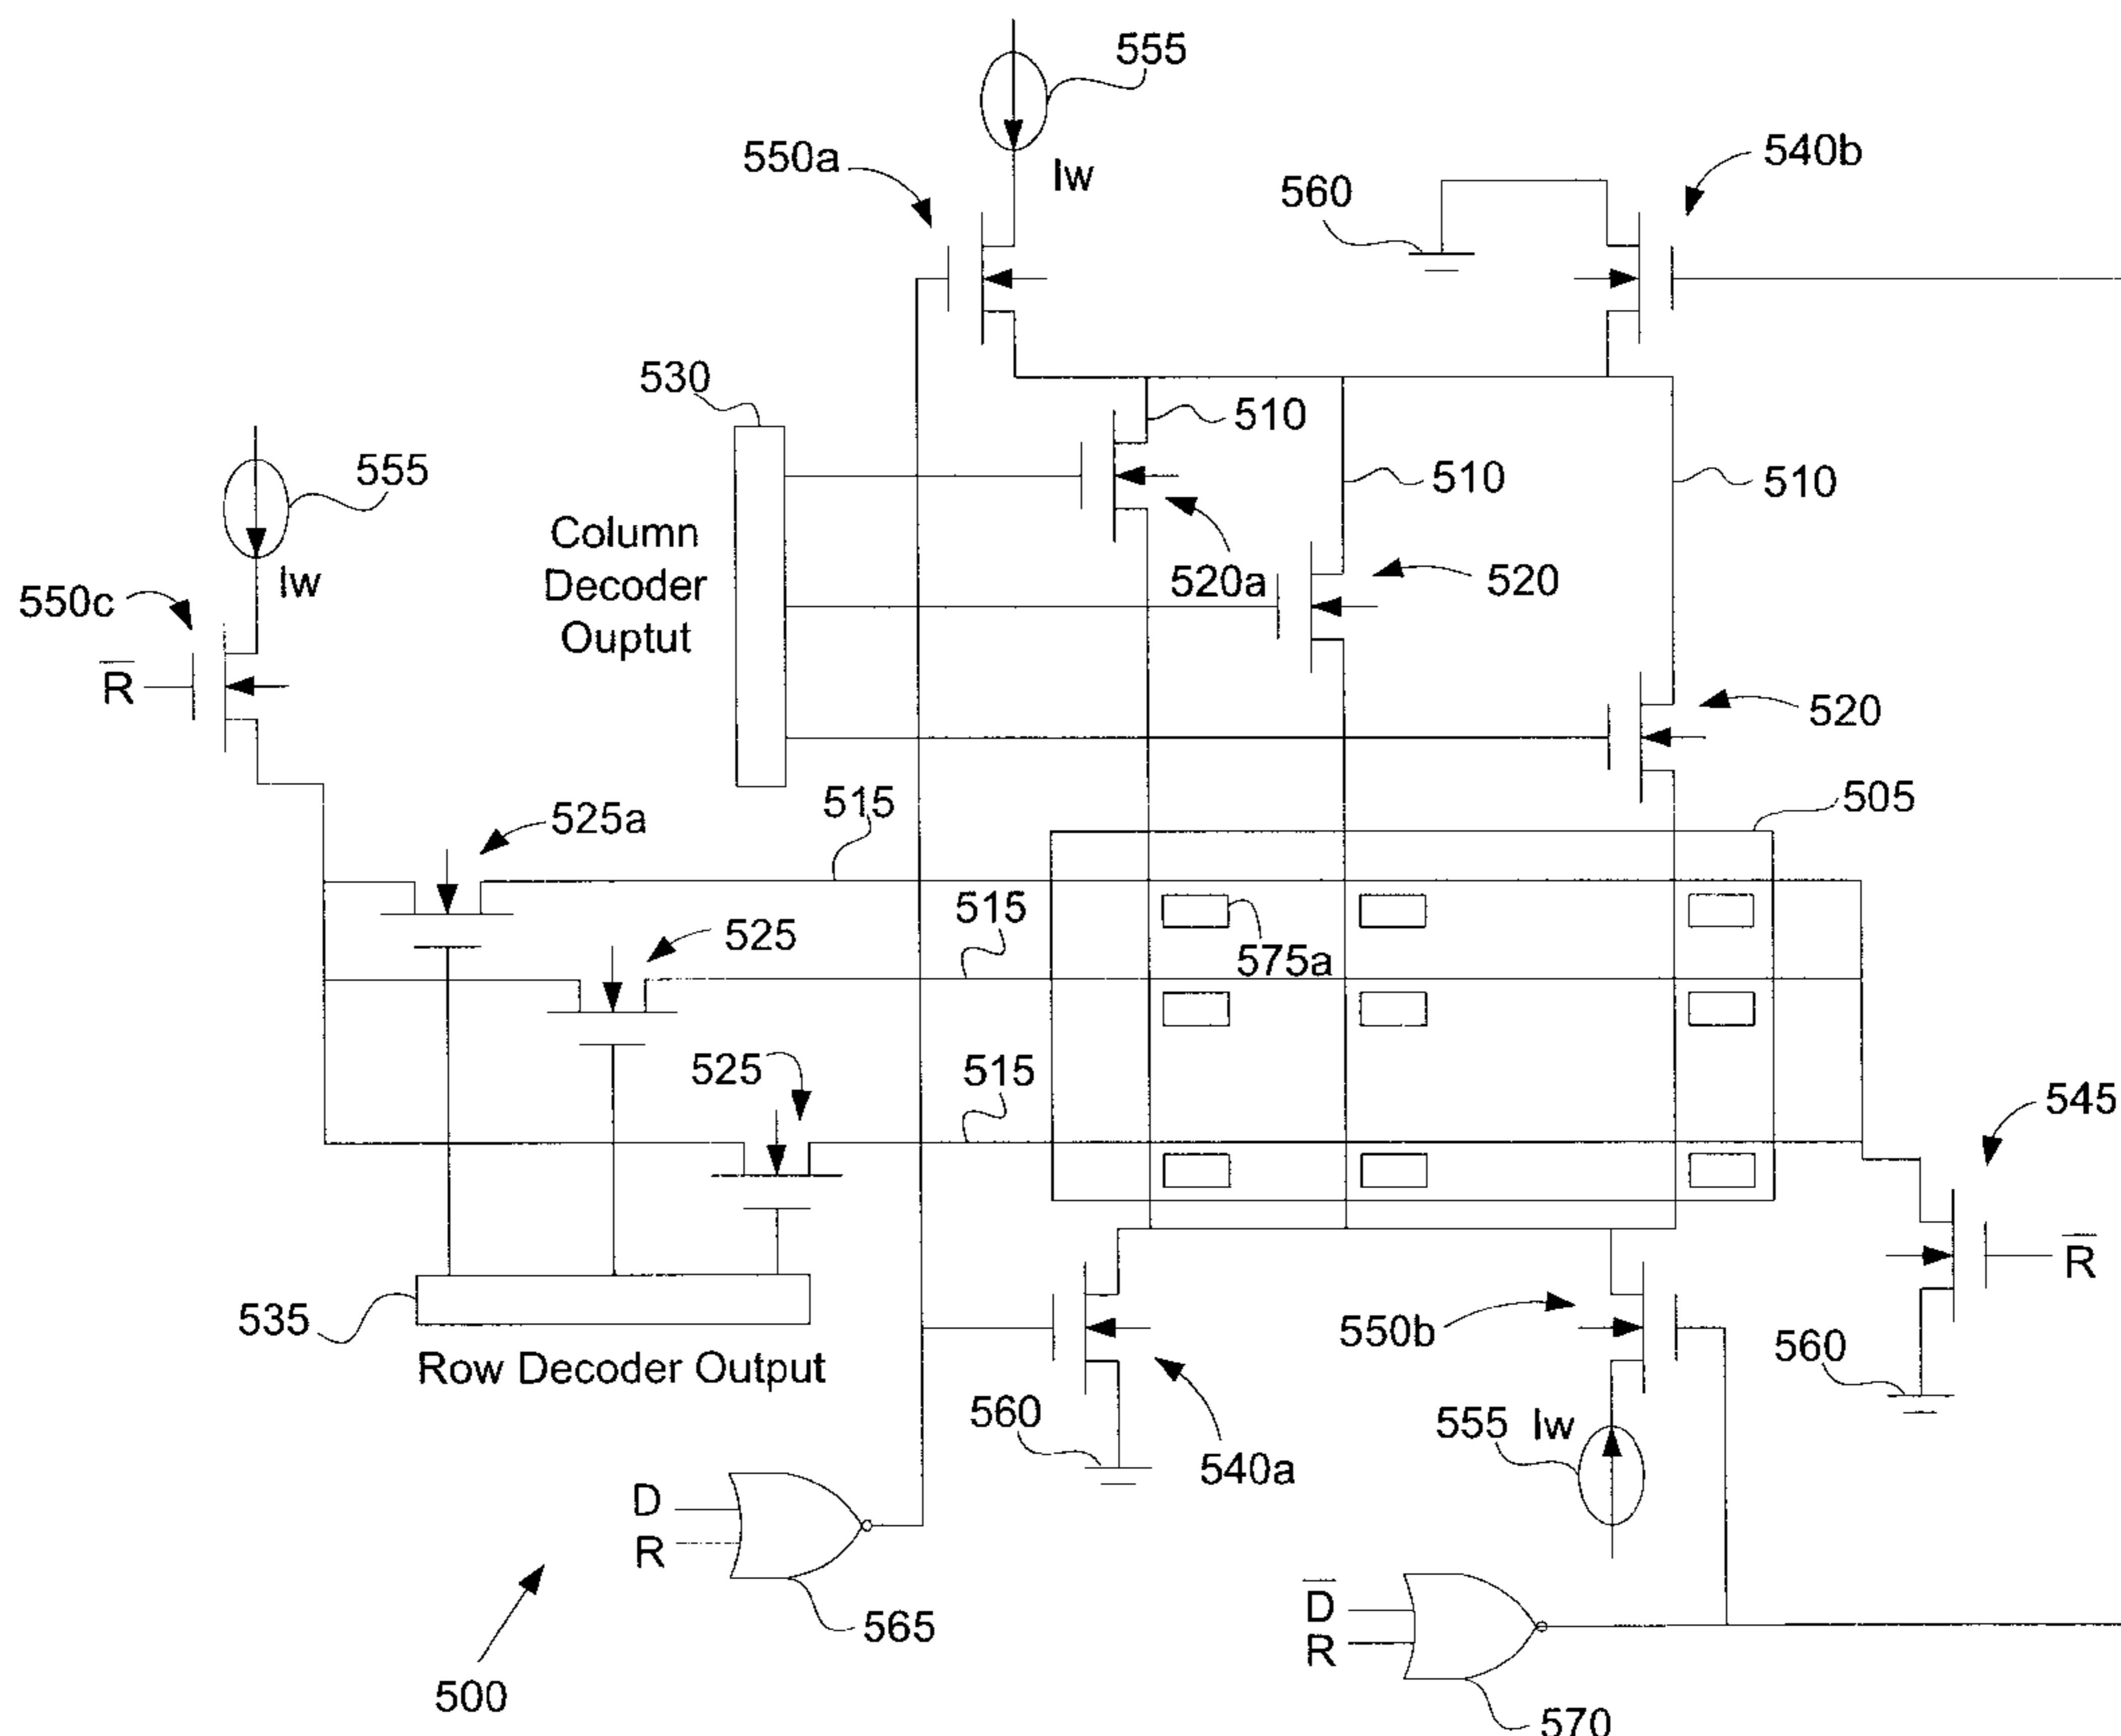 555
550a
Iw
540b
560
530
510
555
510
510
Column
Decoder
Ouptut
520a
520
550c
Iw
R̅
520
505
525a
515
515
575a
525
525
515
545
R̅
535
Row Decoder Output
550b
560
560
555 Iw
540a
D
R
565
D̅
R
500
570